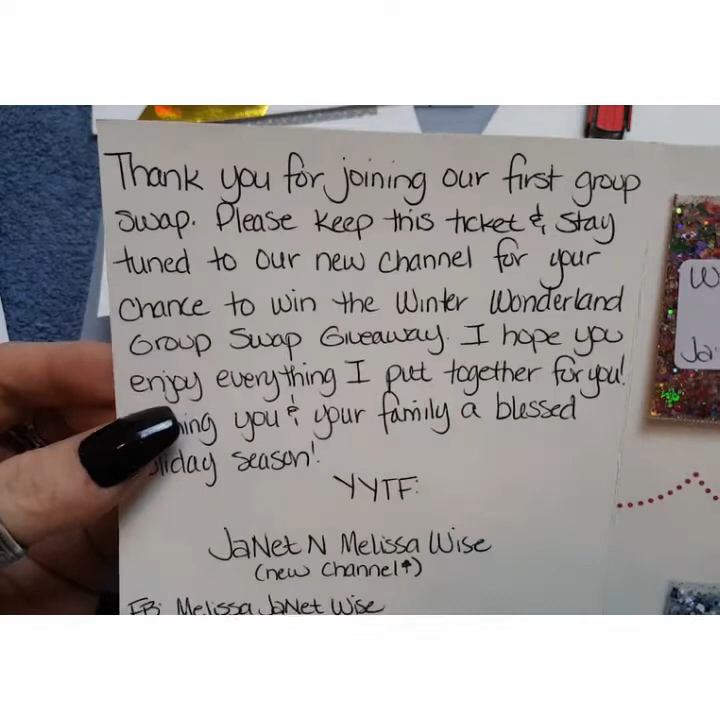 Thank you for joining our first group
swap. Please keep this ticket & stay
tuned to our new channel for your
chance to win the Winter Wonderland
Group Swap Giveaway. I hope you
enjoy everything I put together for you!
you & your family a blessed
season!
YYTF:
JaNet N Melissa Wise
(new channel↑)
FB: Melissa JaNet Wise